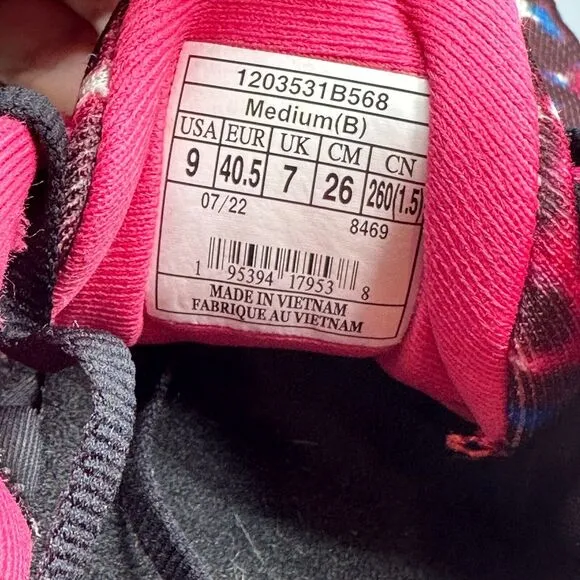 1203531B568
Medium(B)
USA EUR UK CM CN
9 40.5 7 26 260(1.5)
07/22
8469
1 95394 17953 8
MADE IN VIETNAM
FABRIQUE AU VIETNAM